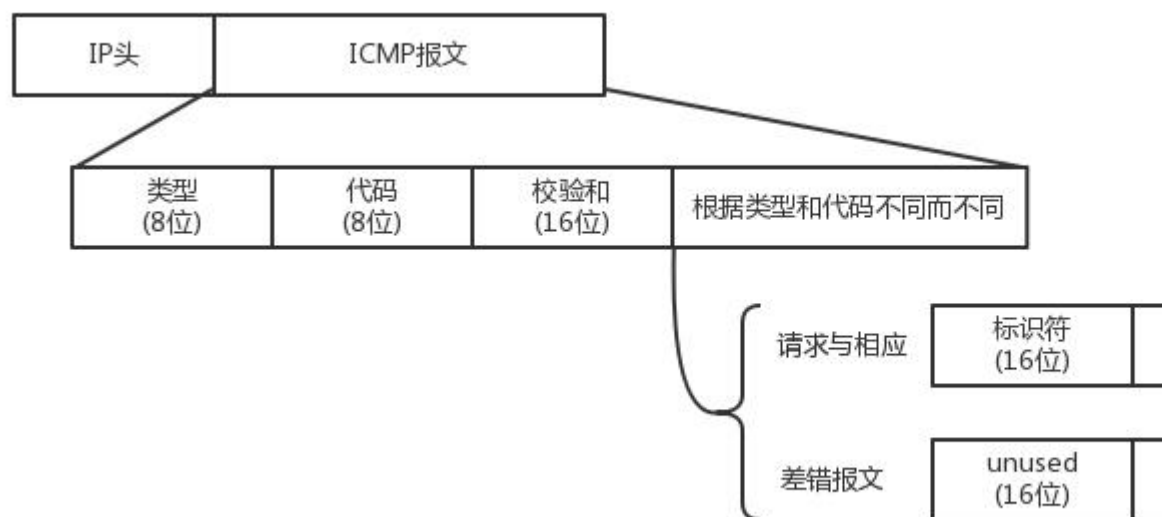 IP头
ICMP报文
类型
(8位)
代码
(8位)
校验和
(16位)
根据类型和代码不同而不同
请求与相应
标识符
(16位)
差错报文
unused
(16位)